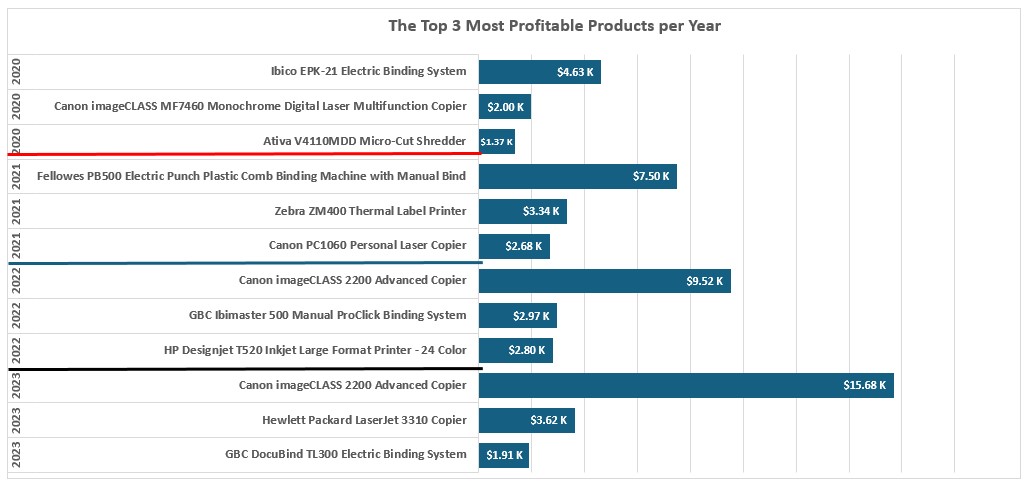 The Top 3 Most Profitable Products per Year
2020 Ibico EPK-21 Electric Binding System $4.63 K
2020 Canon imageCLASS MF7460 Monochrome Digital Laser Multifunction Copier $2.00 K
2020 Ativa V4110MDD Micro-Cut Shredder $1.37 K
2021 Fellowes PB500 Electric Punch Plastic Comb Binding Machine with Manual Bind $7.50 K
2021 Zebra ZM400 Thermal Label Printer $3.34 K
2021 Canon PC1060 Personal Laser Copier $2.68 K
2022 Canon imageCLASS 2200 Advanced Copier $9.52 K
2022 GBC Ibimaster 500 Manual ProClick Binding System $2.97 K
2022 HP Designjet T520 Inkjet Large Format Printer - 24 Color $2.80 K
2023 Canon imageCLASS 2200 Advanced Copier $15.68 K
2023 Hewlett Packard LaserJet 3310 Copier $3.62 K
2023 GBC DocuBind TL300 Electric Binding System $1.91 K